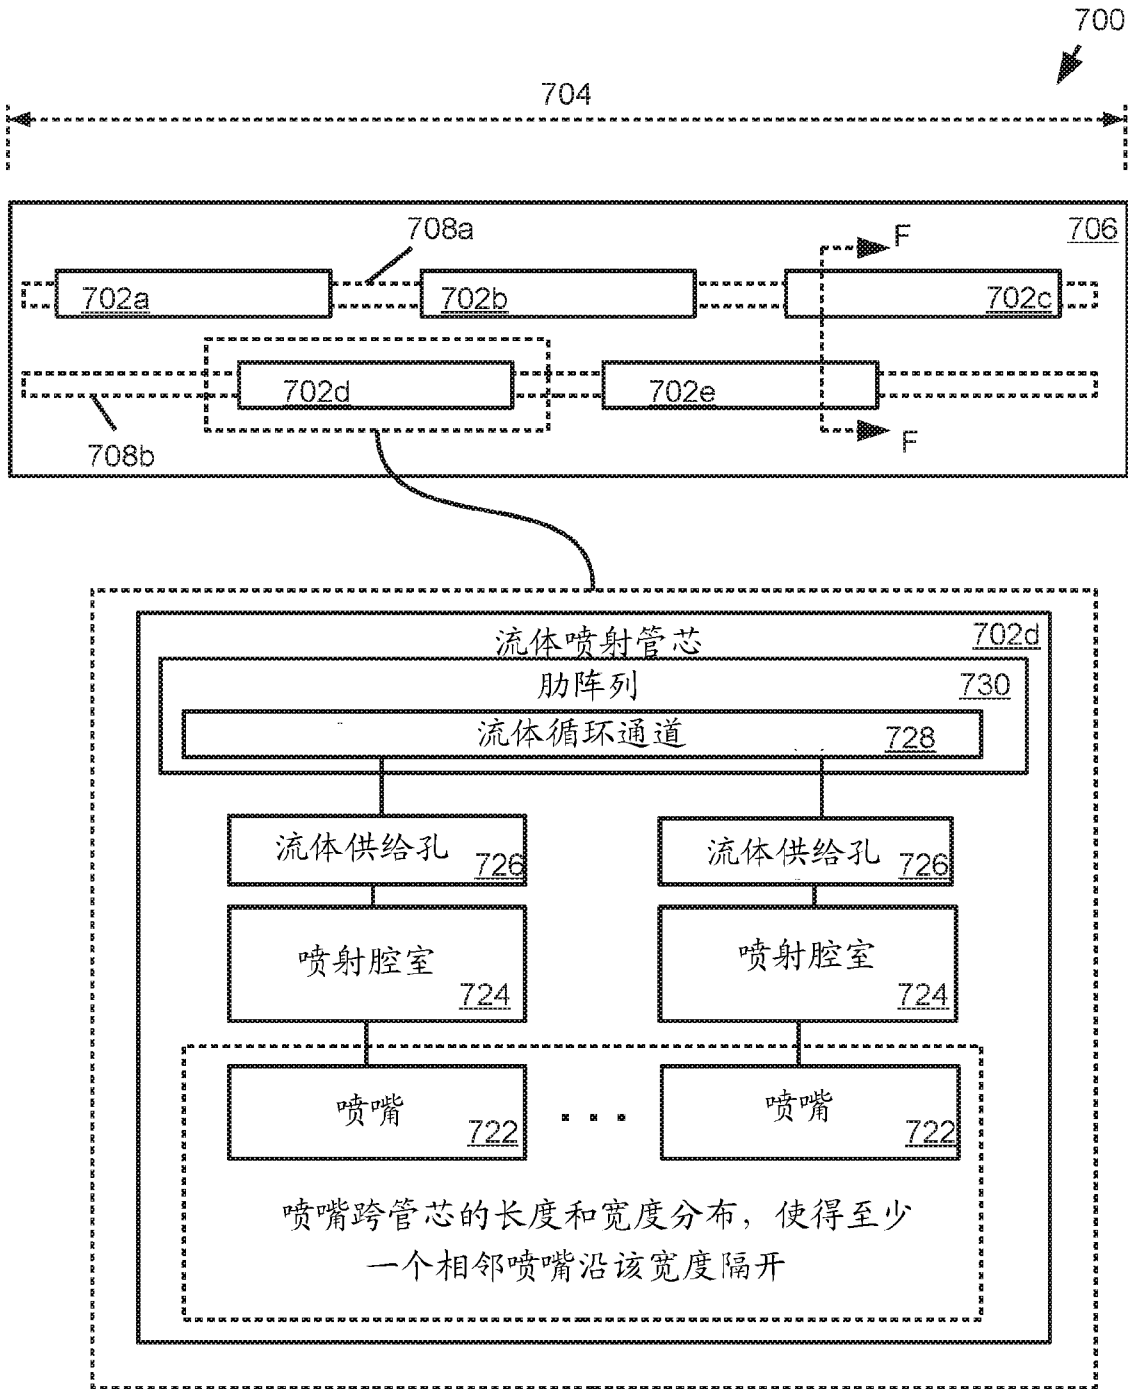 700
704
706
708a
F
702a
702b
702c
702d
702e
708b
F
702d
流体喷射管芯
肋阵列
730
流体循环通道
728
流体供给孔
726
流体供给孔
726
喷射腔室
724
喷射腔室
724
喷嘴
722
...
喷嘴
722
喷嘴跨管芯的长度和宽度分布，使得至少
一个相邻喷嘴沿该宽度隔开